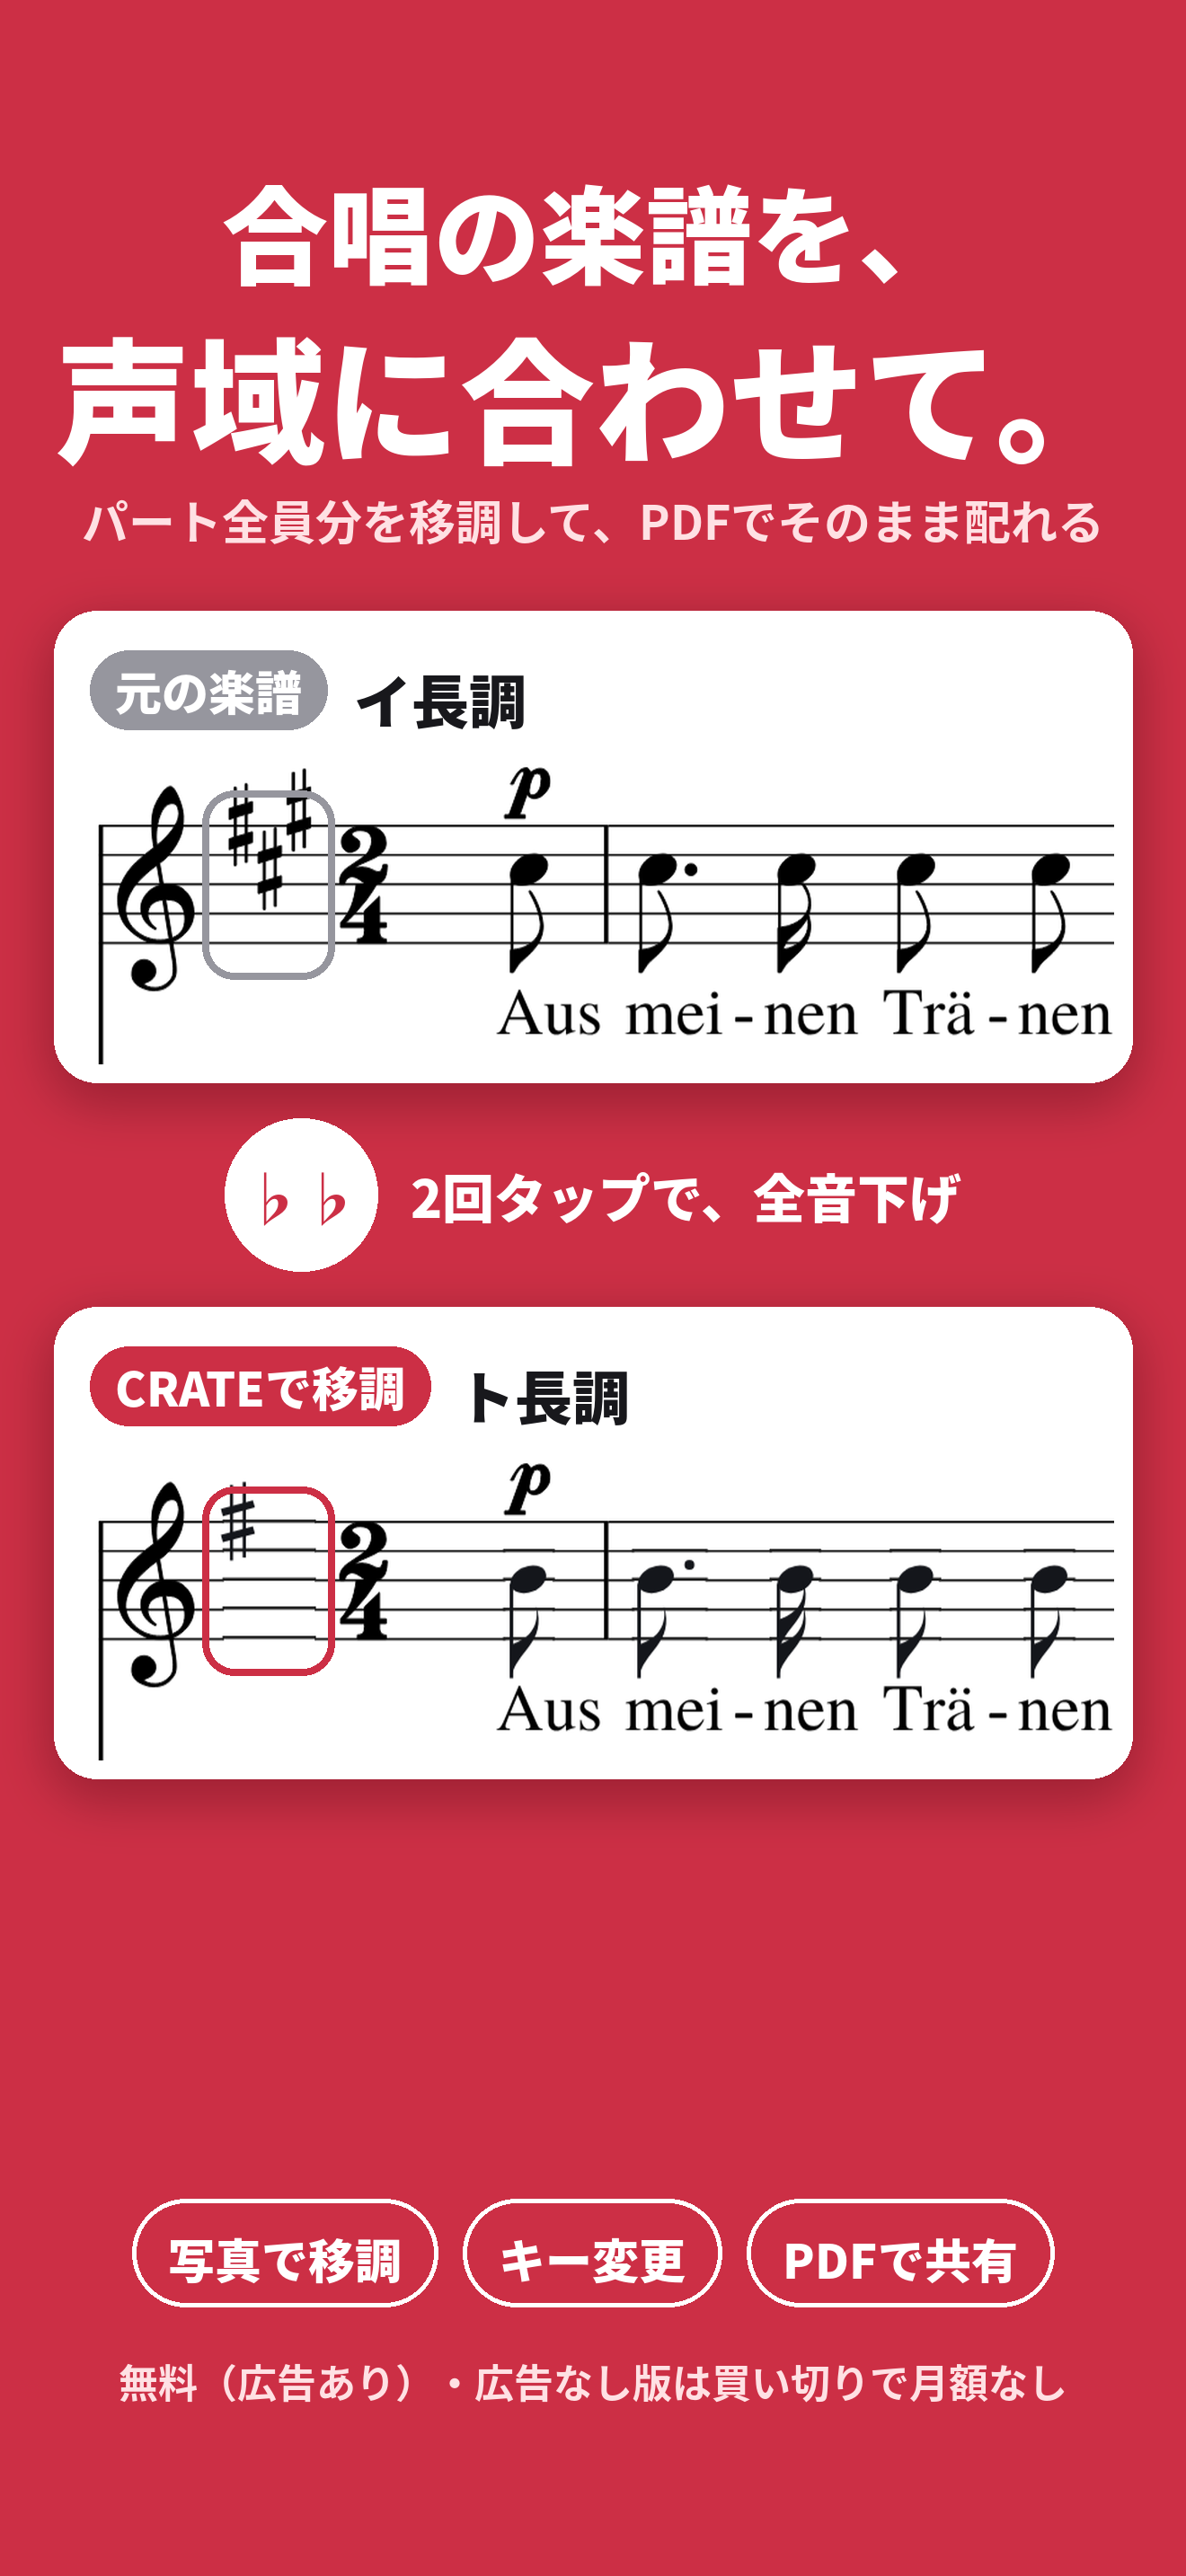 合唱の楽譜を、
声域に合わせて。
パート全員分を移調して、PDFでそのまま配れる
元の楽譜 イ長調
p
2
4
Aus mei - nen Trä - nen
♭ ♭ 2回タップで、全音下げ
CRATEで移調 ト長調
p
2
4
Aus mei - nen Trä - nen
写真で移調 キー変更 PDFで共有
無料（広告あり）・広告なし版は買い切りで月額なし